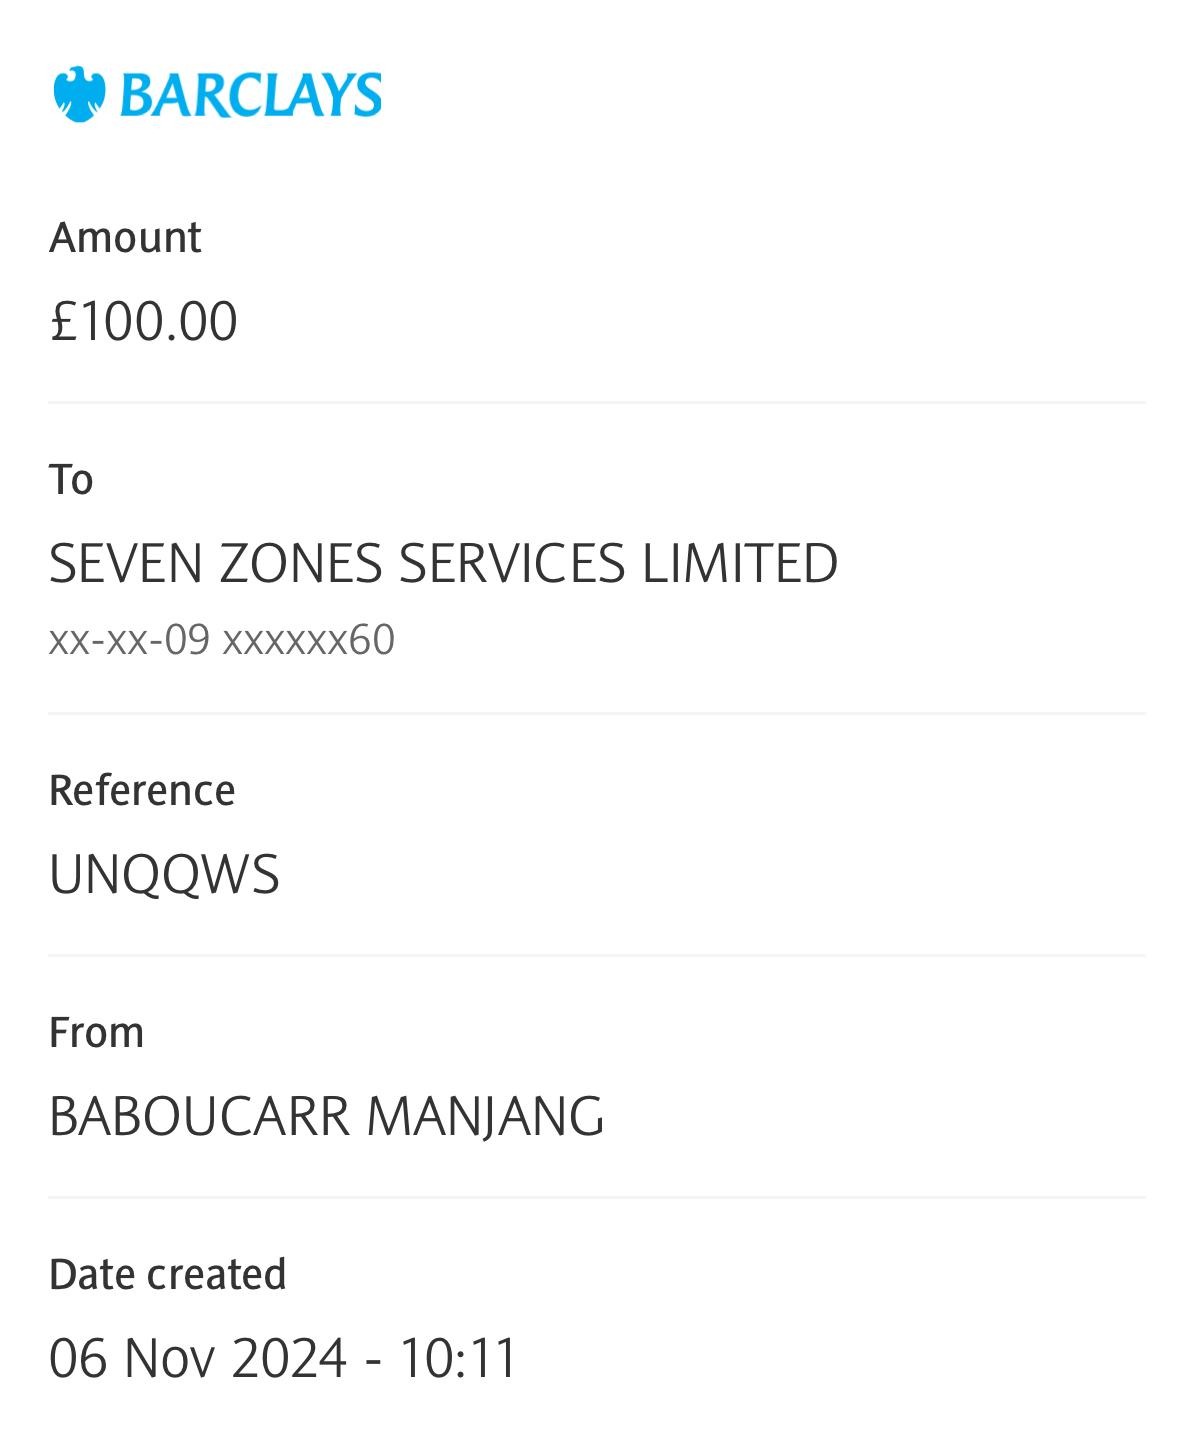 BARCLAYS
Amount
£100.00
To
SEVEN ZONES SERVICES LIMITED
xx-xx-09 xxxxxx60
Reference
UNQQWS
From
BABOUCARR MANJANG
Date created
06 Nov 2024 - 10:11